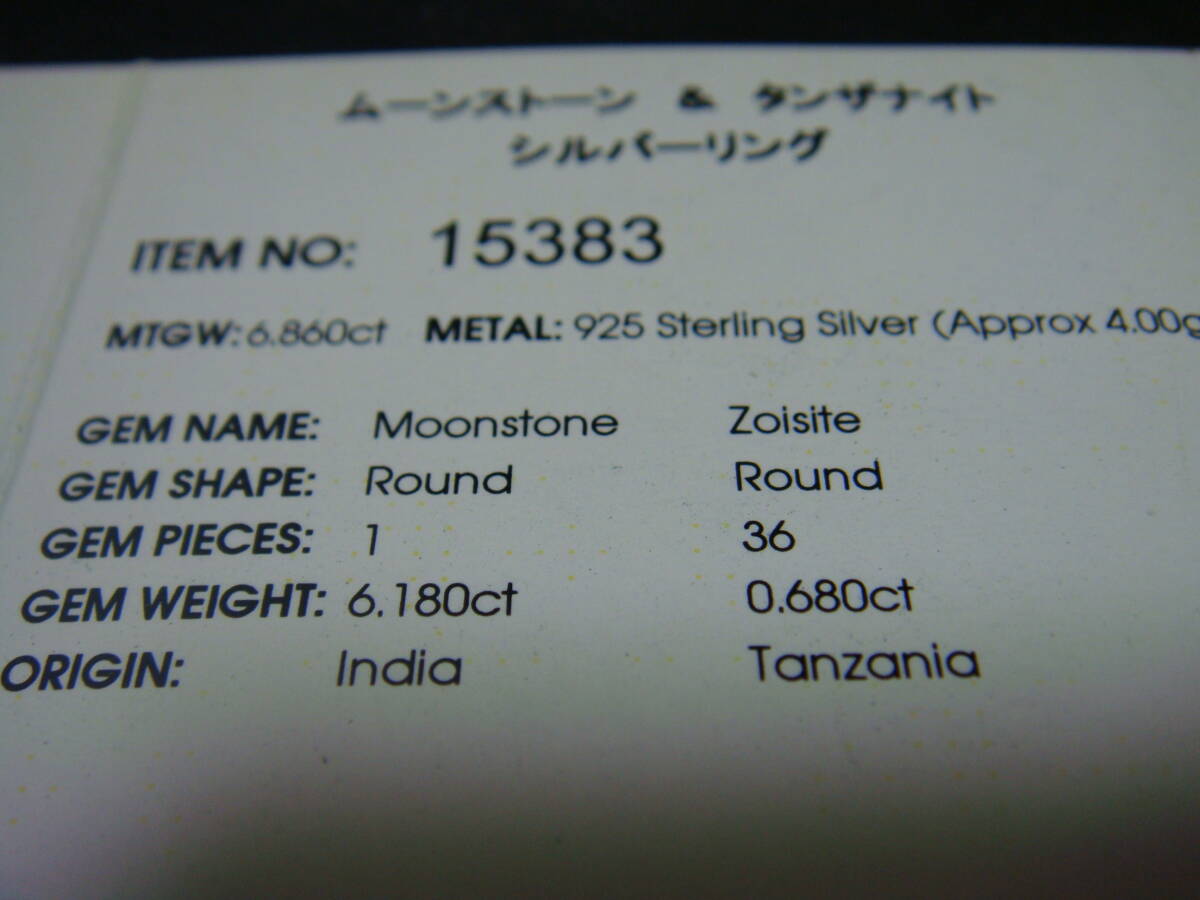 ムーンストーン & タンザナイト
シルバーリング
ITEM NO: 15383
MTGW: 6.860ct METAL: 925 Sterling Silver (Approx 4.00g
GEM NAME: Moonstone Zoisite
GEM SHAPE: Round Round
GEM PIECES: 1 36
GEM WEIGHT: 6.180ct 0.680ct
ORIGIN: India Tanzania